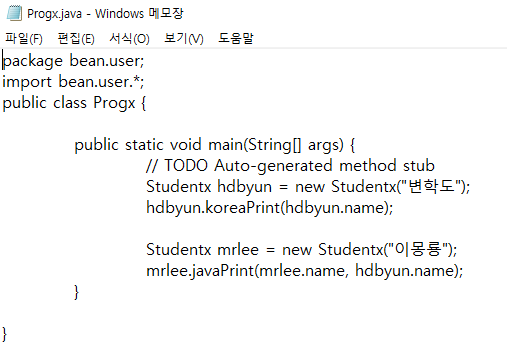 Progx.java - Windows 메모장
파일(F) 편집(E) 서식(O) 보기(V) 도움말
package bean.user;
import bean.user.*;
public class Progx {
public static void main(String[] args) {
// TODO Auto-generated method stub
Studentx hdbyun = new Studentx("변학도");
hdbyun.koreaPrint(hdbyun.name);
Studentx mrlee = new Studentx("이몽룡");
mrlee.javaPrint(mrlee.name, hdbyun.name);
}
}